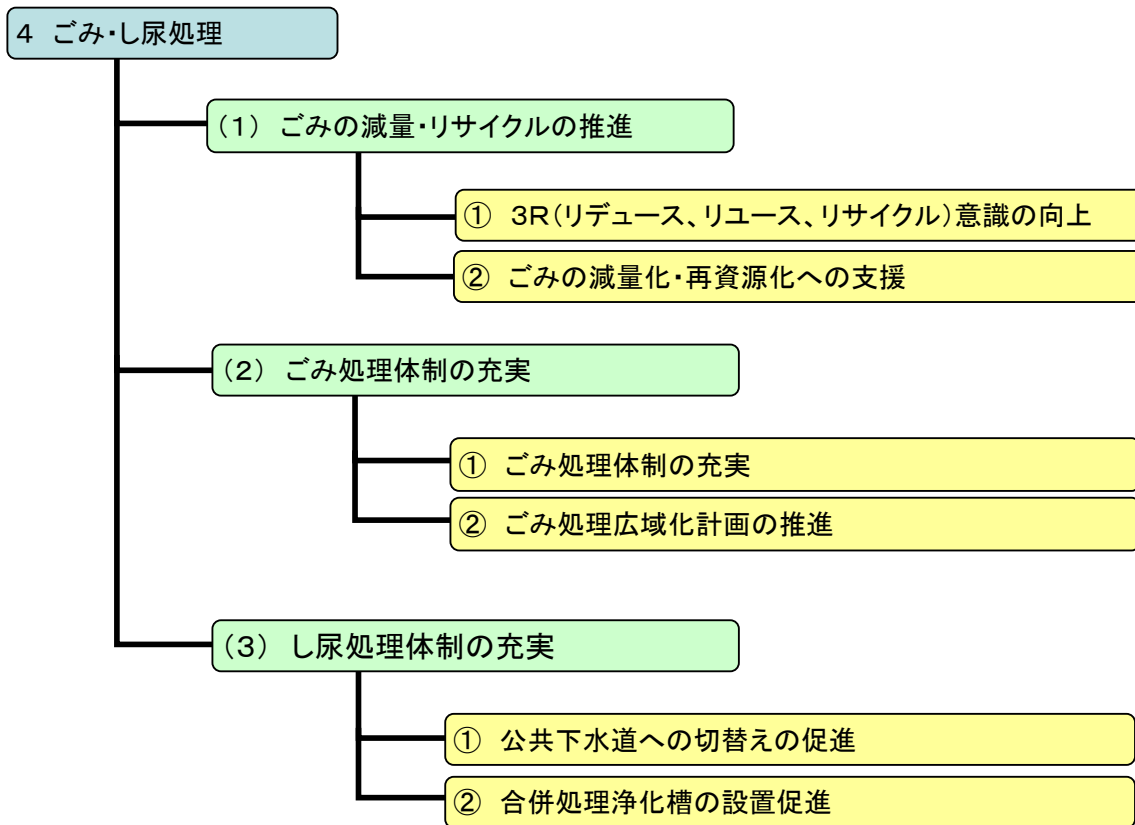 4 ごみ・し尿処理
(1) ごみの減量・リサイクルの推進
① 3R(リデュース、リユース、リサイクル)意識の向上
② ごみの減量化・再資源化への支援
(2) ごみ処理体制の充実
① ごみ処理体制の充実
② ごみ処理広域化計画の推進
(3) し尿処理体制の充実
① 公共下水道への切替えの促進
② 合併処理浄化槽の設置促進